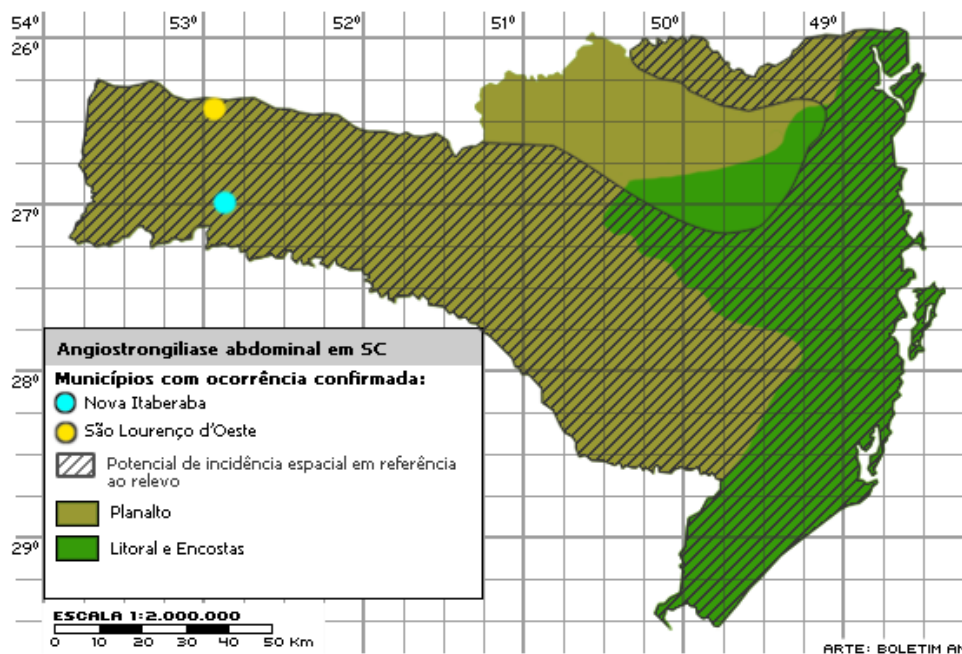 54º 53º 52º 51º 50º 49º
26º
27º
28º
29º
Angiostrongiliase abdominal em SC
Municípios com ocorrência confirmada:
Nova Itaberaba
São Lourenço d'Oeste
Potencial de incidência espacial em referência
ao relevo
Planalto
Litoral e Encostas
ESCALA 1:2.000.000
0 10 20 30 40 50 Km
ARTE: BOLETIM AN